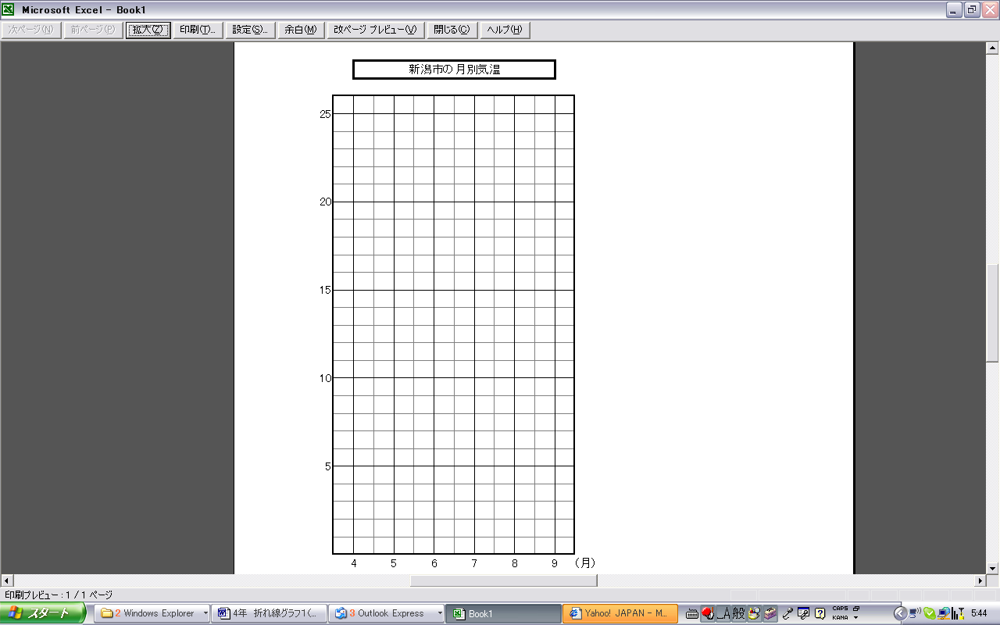 Microsoft Excel - Book1
次ページ(N) 前ページ(P) 拡大(Z) 印刷(T)... 設定(S)... 余白(M) 改ページ プレビュー(V) 閉じる(C) ヘルプ(H)
新潟市の月別気温
25
20
15
10
5
4 5 6 7 8 9 (月)
印刷プレビュー : 1 / 1 ページ
スタート 2 Windows Explorer 4年 折れ線グラフ1(... 3 Outlook Express Book1 Yahoo! JAPAN - M... _A 般 CAPS KANA 5:44